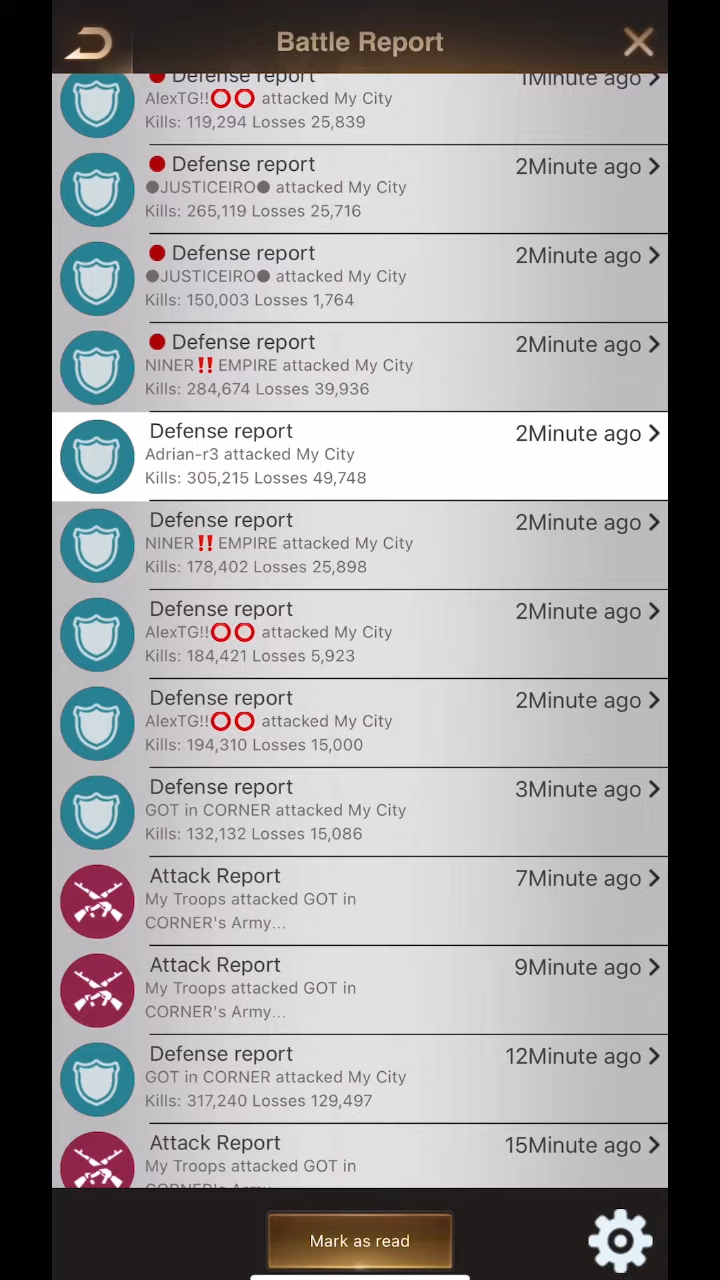 Battle Report
Defense report
1Minute ago
AlexTG!!⭕⭕ attacked My City
Kills: 119,294 Losses 25,839
Defense report
2Minute ago
●JUSTICEIRO● attacked My City
Kills: 265,119 Losses 25,716
Defense report
2Minute ago
●JUSTICEIRO● attacked My City
Kills: 150,003 Losses 1,764
Defense report
2Minute ago
NINER‼️EMPIRE attacked My City
Kills: 284,674 Losses 39,936
Defense report
2Minute ago
Adrian-r3 attacked My City
Kills: 305,215 Losses 49,748
Defense report
2Minute ago
NINER‼️EMPIRE attacked My City
Kills: 178,402 Losses 25,898
Defense report
2Minute ago
AlexTG!!⭕⭕ attacked My City
Kills: 184,421 Losses 5,923
Defense report
2Minute ago
AlexTG!!⭕⭕ attacked My City
Kills: 194,310 Losses 15,000
Defense report
3Minute ago
GOT in CORNER attacked My City
Kills: 132,132 Losses 15,086
Attack Report
7Minute ago
My Troops attacked GOT in
CORNER's Army...
Attack Report
9Minute ago
My Troops attacked GOT in
CORNER's Army...
Defense report
12Minute ago
GOT in CORNER attacked My City
Kills: 317,240 Losses 129,497
Attack Report
15Minute ago
My Troops attacked GOT in
CORNER's Army
Mark as read